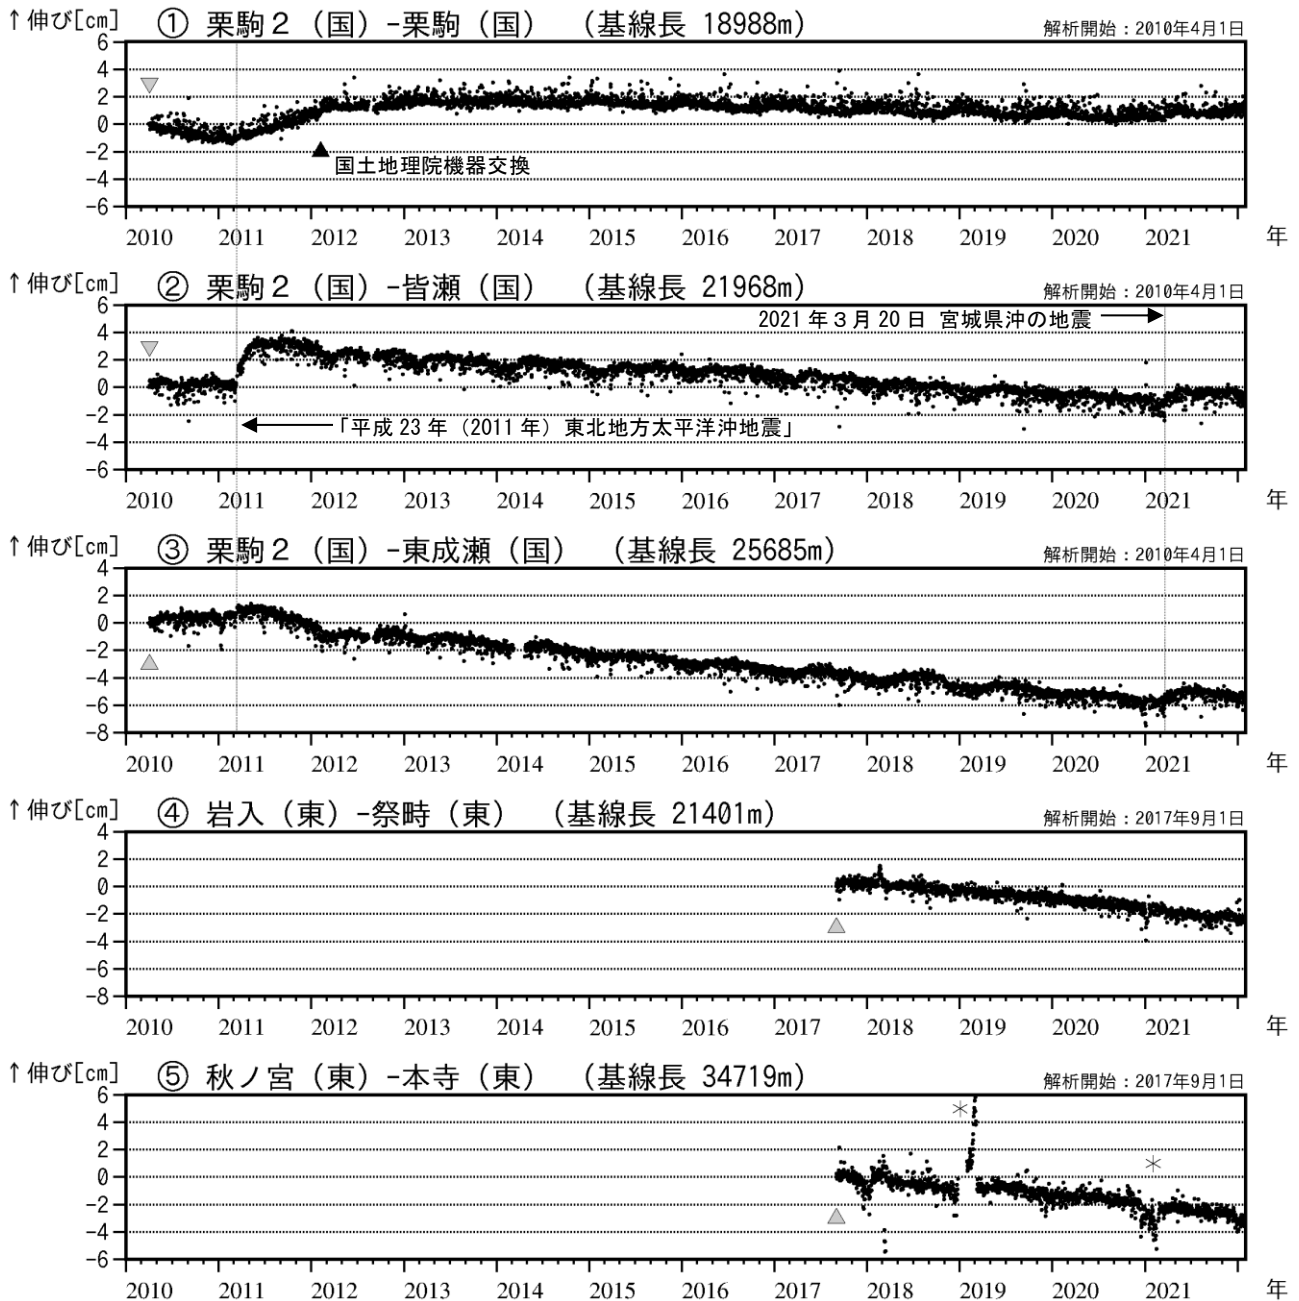 ↑伸び[cm] ① 栗駒２（国）-栗駒（国） （基線長 18988m） 解析開始：2010年4月1日
6
4
2
0
-2
国土地理院機器交換
-4
-6
2010 2011 2012 2013 2014 2015 2016 2017 2018 2019 2020 2021 年
↑伸び[cm] ② 栗駒２（国）-皆瀬（国） （基線長 21968m） 解析開始：2010年4月1日
6
2021 年３月 20 日 宮城県沖の地震
4
2
0
-2
「平成 23 年（2011 年）東北地方太平洋沖地震」
-4
-6
2010 2011 2012 2013 2014 2015 2016 2017 2018 2019 2020 2021 年
↑伸び[cm] ③ 栗駒２（国）-東成瀬（国） （基線長 25685m） 解析開始：2010年4月1日
4
2
0
-2
-4
-6
-8
2010 2011 2012 2013 2014 2015 2016 2017 2018 2019 2020 2021 年
↑伸び[cm] ④ 岩入（東）-祭畤（東） （基線長 21401m） 解析開始：2017年9月1日
4
2
0
-2
-4
-6
-8
2010 2011 2012 2013 2014 2015 2016 2017 2018 2019 2020 2021 年
↑伸び[cm] ⑤ 秋ノ宮（東）-本寺（東） （基線長 34719m） 解析開始：2017年9月1日
6
4
2
0
-2
-4
-6
2010 2011 2012 2013 2014 2015 2016 2017 2018 2019 2020 2021 年